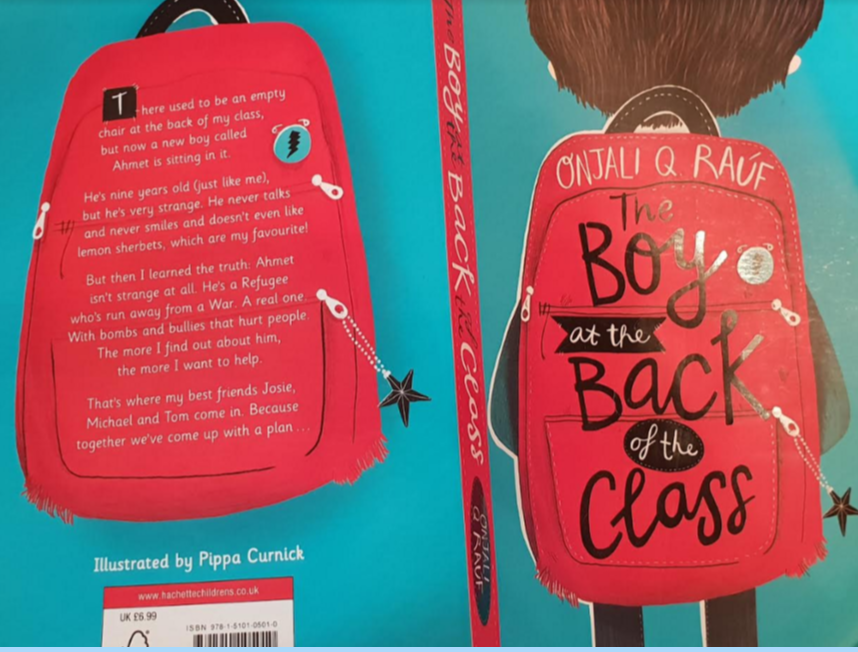 There used to be an empty
chair at the back of my class,
but now a new boy called
Ahmet is sitting in it.
He's nine years old (just like me),
but he's very strange. He never talks
and never smiles and doesn't even like
lemon sherbets, which are my favourite!
But then I learned the truth: Ahmet
isn't strange at all. He's a Refugee
who's run away from a War. A real one.
With bombs and bullies that hurt people.
The more I find out about him,
the more I want to help.
That's where my best friends Josie,
Michael and Tom come in. Because
together we've come up with a plan...
Illustrated by Pippa Curnick
www.hachettechildrens.co.uk
UK £6.99
ISBN 978-1-5101-0501-0
The Boy at the Back of the Class
ONJALI Q RAÚF
ONJALI Q. RAÚF
The
Boy
at the
Back
of the
Class